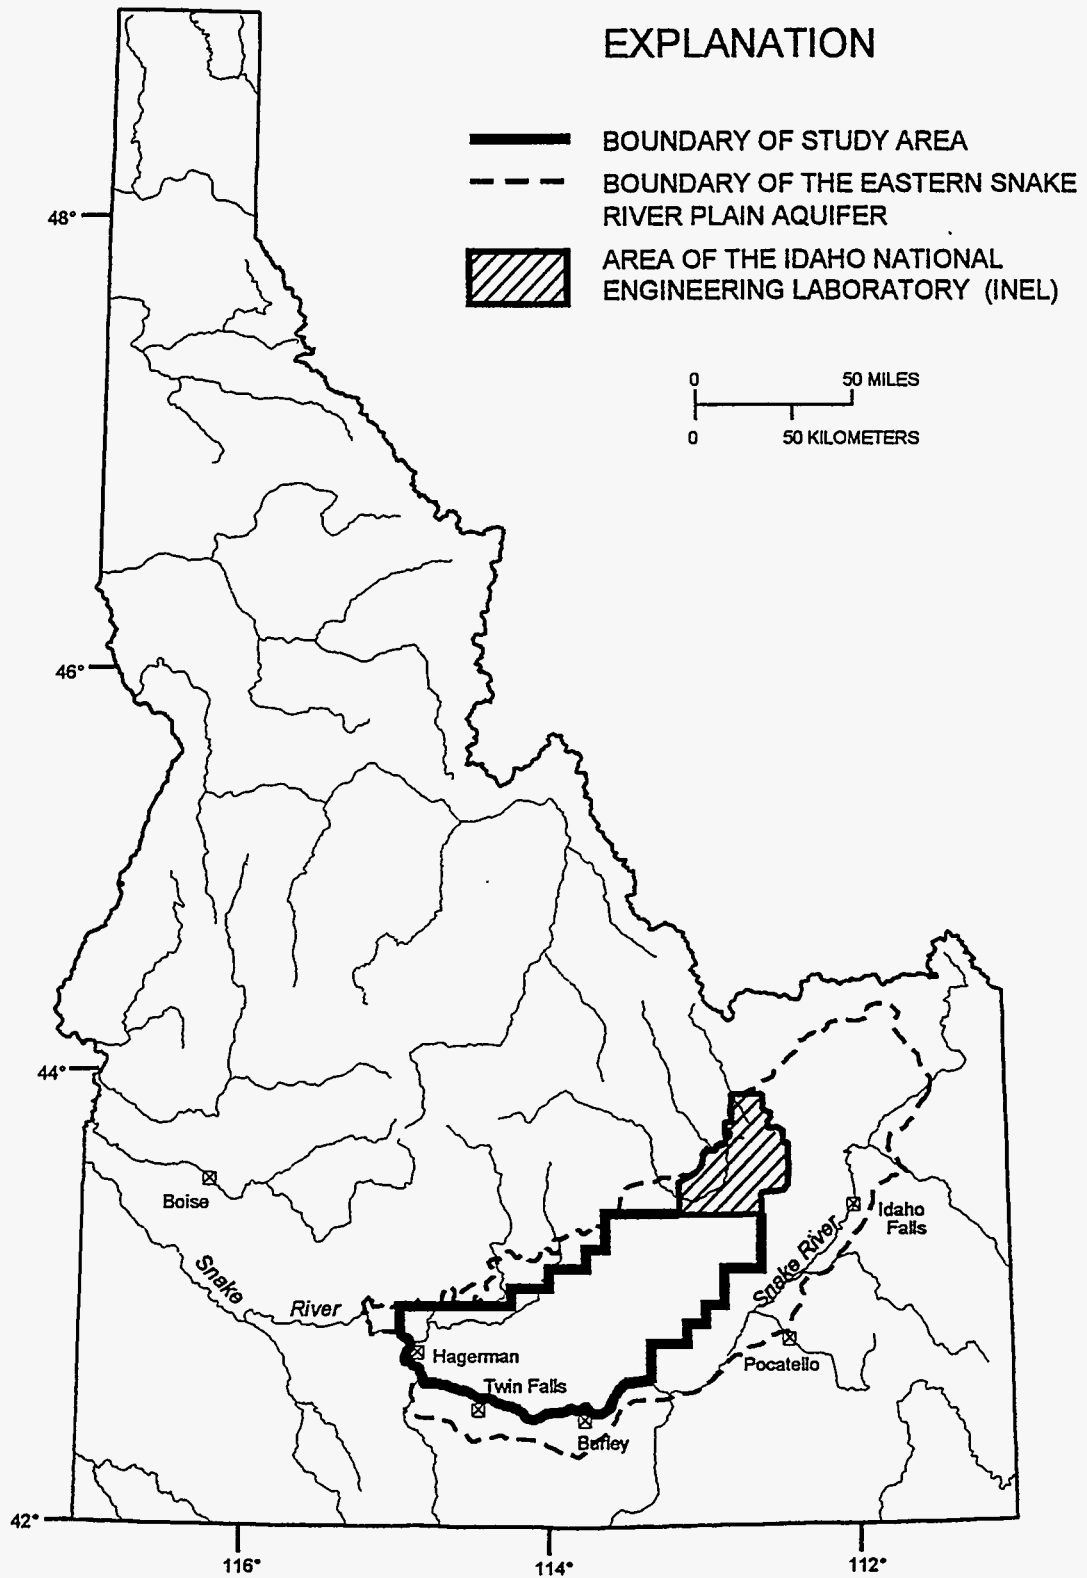 EXPLANATION
BOUNDARY OF STUDY AREA
BOUNDARY OF THE EASTERN SNAKE
RIVER PLAIN AQUIFER
AREA OF THE IDAHO NATIONAL
ENGINEERING LABORATORY (INEL)
0 50 MILES
0 50 KILOMETERS
48°
46°
44°
Boise
Idaho
Falls
Snake River
Snake
River
Hagerman
Pocatello
Twin Falls
Burley
42°
116° 114° 112°